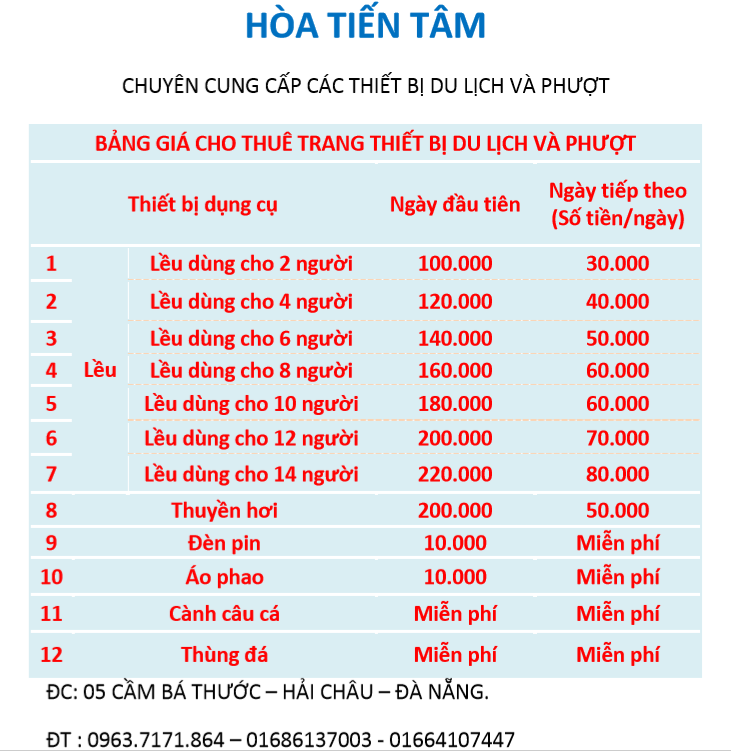 HÒA TIẾN TÂM
CHUYÊN CUNG CẤP CÁC THIẾT BỊ DU LỊCH VÀ PHƯỢT
BẢNG GIÁ CHO THUÊ TRANG THIẾT BỊ DU LỊCH VÀ PHƯỢT
Thiết bị dụng cụ Ngày đầu tiên Ngày tiếp theo
(Số tiền/ngày)
1 Lều dùng cho 2 người 100.000 30.000
2 Lều dùng cho 4 người 120.000 40.000
3 Lều dùng cho 6 người 140.000 50.000
4 Lều Lều dùng cho 8 người 160.000 60.000
5 Lều dùng cho 10 người 180.000 60.000
6 Lều dùng cho 12 người 200.000 70.000
7 Lều dùng cho 14 người 220.000 80.000
8 Thuyền hơi 200.000 50.000
9 Đèn pin 10.000 Miễn phí
10 Áo phao 10.000 Miễn phí
11 Cành câu cá Miễn phí Miễn phí
12 Thùng đá Miễn phí Miễn phí
ĐC: 05 CẦM BÁ THƯỚC – HẢI CHÂU – ĐÀ NẴNG.
ĐT : 0963.7171.864 – 01686137003 - 01664107447